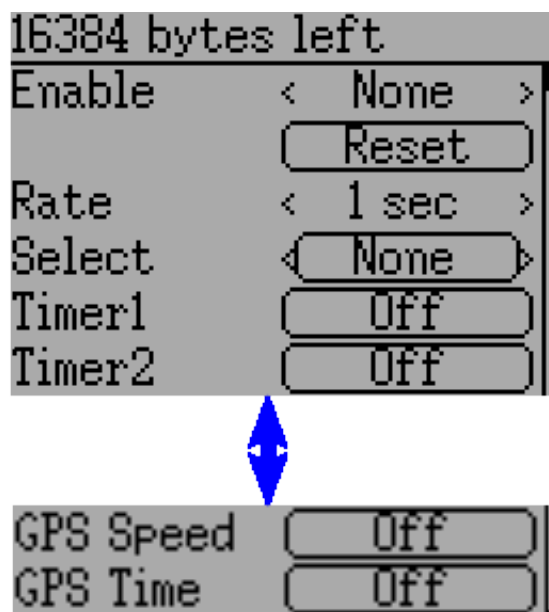 16384 bytes left
Enable < None >
Reset
Rate < 1 sec >
Select None
Timer1 Off
Timer2 Off
GPS Speed Off
GPS Time Off